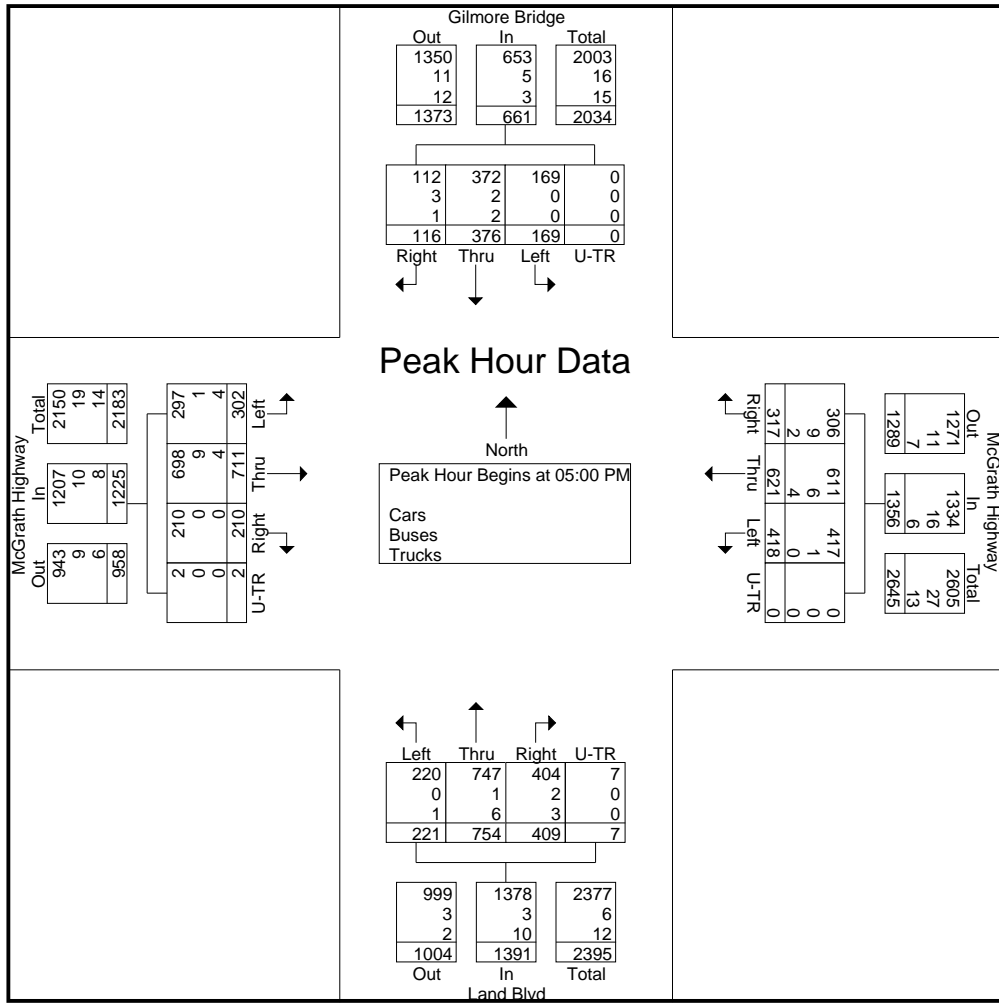 Gilmore Bridge
Out In Total
1350 653 2003
11 5 16
12 3 15
1373 661 2034
112 372 169 0
3 2 0 0
1 2 0 0
116 376 169 0
Right Thru Left U-TR
Peak Hour Data
North
Peak Hour Begins at 05:00 PM
Cars
Buses
Trucks
McGrath Highway
Out In Total
943 1207 2150
9 10 19
6 8 14
958 1225 2183
297 698 210 2
1 9 0 0
4 4 0 0
302 711 210 2
Left Thru Right U-TR
McGrath Highway
Out In Total
1271 1334 2605
11 16 27
7 6 13
1289 1356 2645
306 611 417 0
9 6 1 0
2 4 0 0
317 621 418 0
Right Thru Left U-TR
Left Thru Right U-TR
220 747 404 7
0 1 2 0
1 6 3 0
221 754 409 7
999 1378 2377
3 3 6
2 10 12
1004 1391 2395
Out In Total
Land Blvd